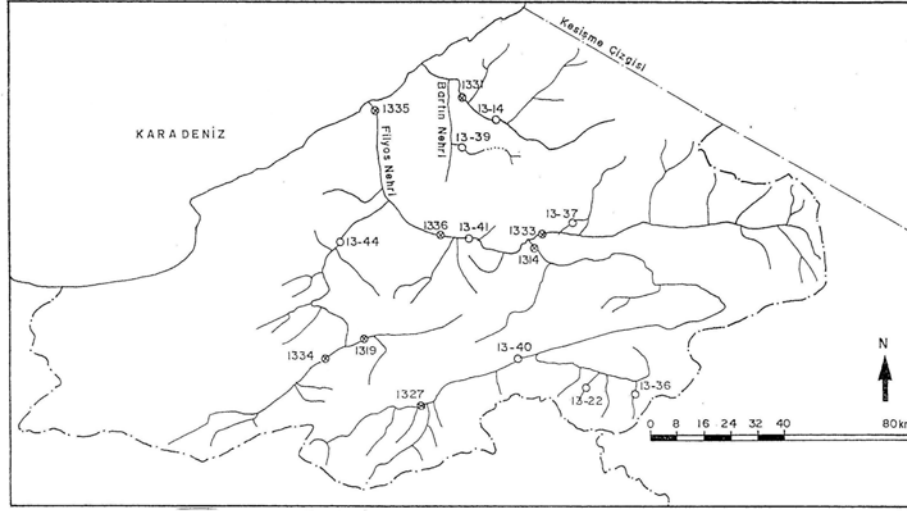 Kesişme Çizgisi
1331
1335
13-14
KARADENİZ
Bartın Nehri
Filyos Nehri
13-39
13-37
1336
13-41
1333
13-44
1314
N
1334
1319
13-40
1327
13-22
13-36
0 8 16 24 32 40 80 km